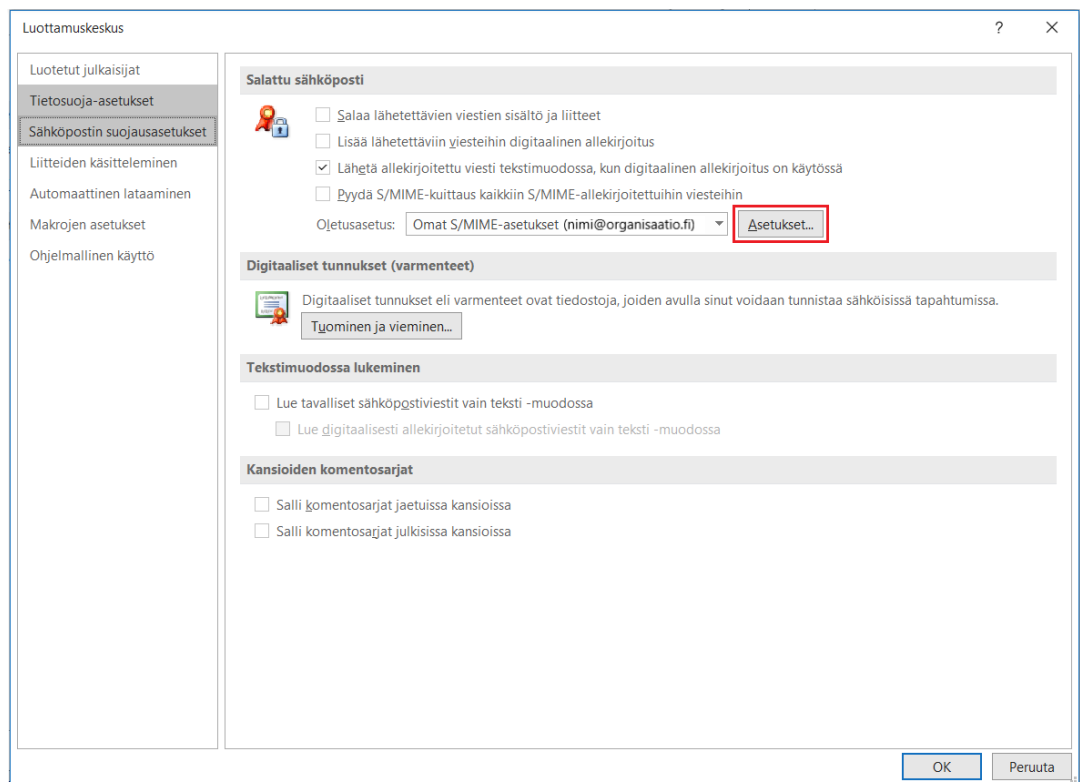 Luottamuskeskus
?
Luotetut julkaisijat
Tietosuoja-asetukset
Sähköpostin suojausasetukset
Liitteiden käsitteleminen
Automaattinen lataaminen
Makrojen asetukset
Ohjelmallinen käyttö
Salattu sähköposti
Salaa lähetettävien viestien sisältö ja liitteet
Lisää lähetettäviin viesteihin digitaalinen allekirjoitus
Lähetä allekirjoitettu viesti tekstimuodossa, kun digitaalinen allekirjoitus on käytössä
Pyydä S/MIME-kuittaus kaikkiin S/MIME-allekirjoitettuihin viesteihin
Oletusasetus: Omat S/MIME-asetukset (nimi@organisaatio.fi) Asetukset...
Digitaaliset tunnukset (varmenteet)
Digitaaliset tunnukset eli varmenteet ovat tiedostoja, joiden avulla sinut voidaan tunnistaa sähköisissä tapahtumissa.
Tuominen ja vieminen...
Tekstimuodossa lukeminen
Lue tavalliset sähköpostiviestit vain teksti -muodossa
Lue digitaalisesti allekirjoitetut sähköpostiviestit vain teksti -muodossa
Kansioiden komentosarjat
Salli komentosarjat jaetuissa kansioissa
Salli komentosarjat julkisissa kansioissa
OK Peruuta